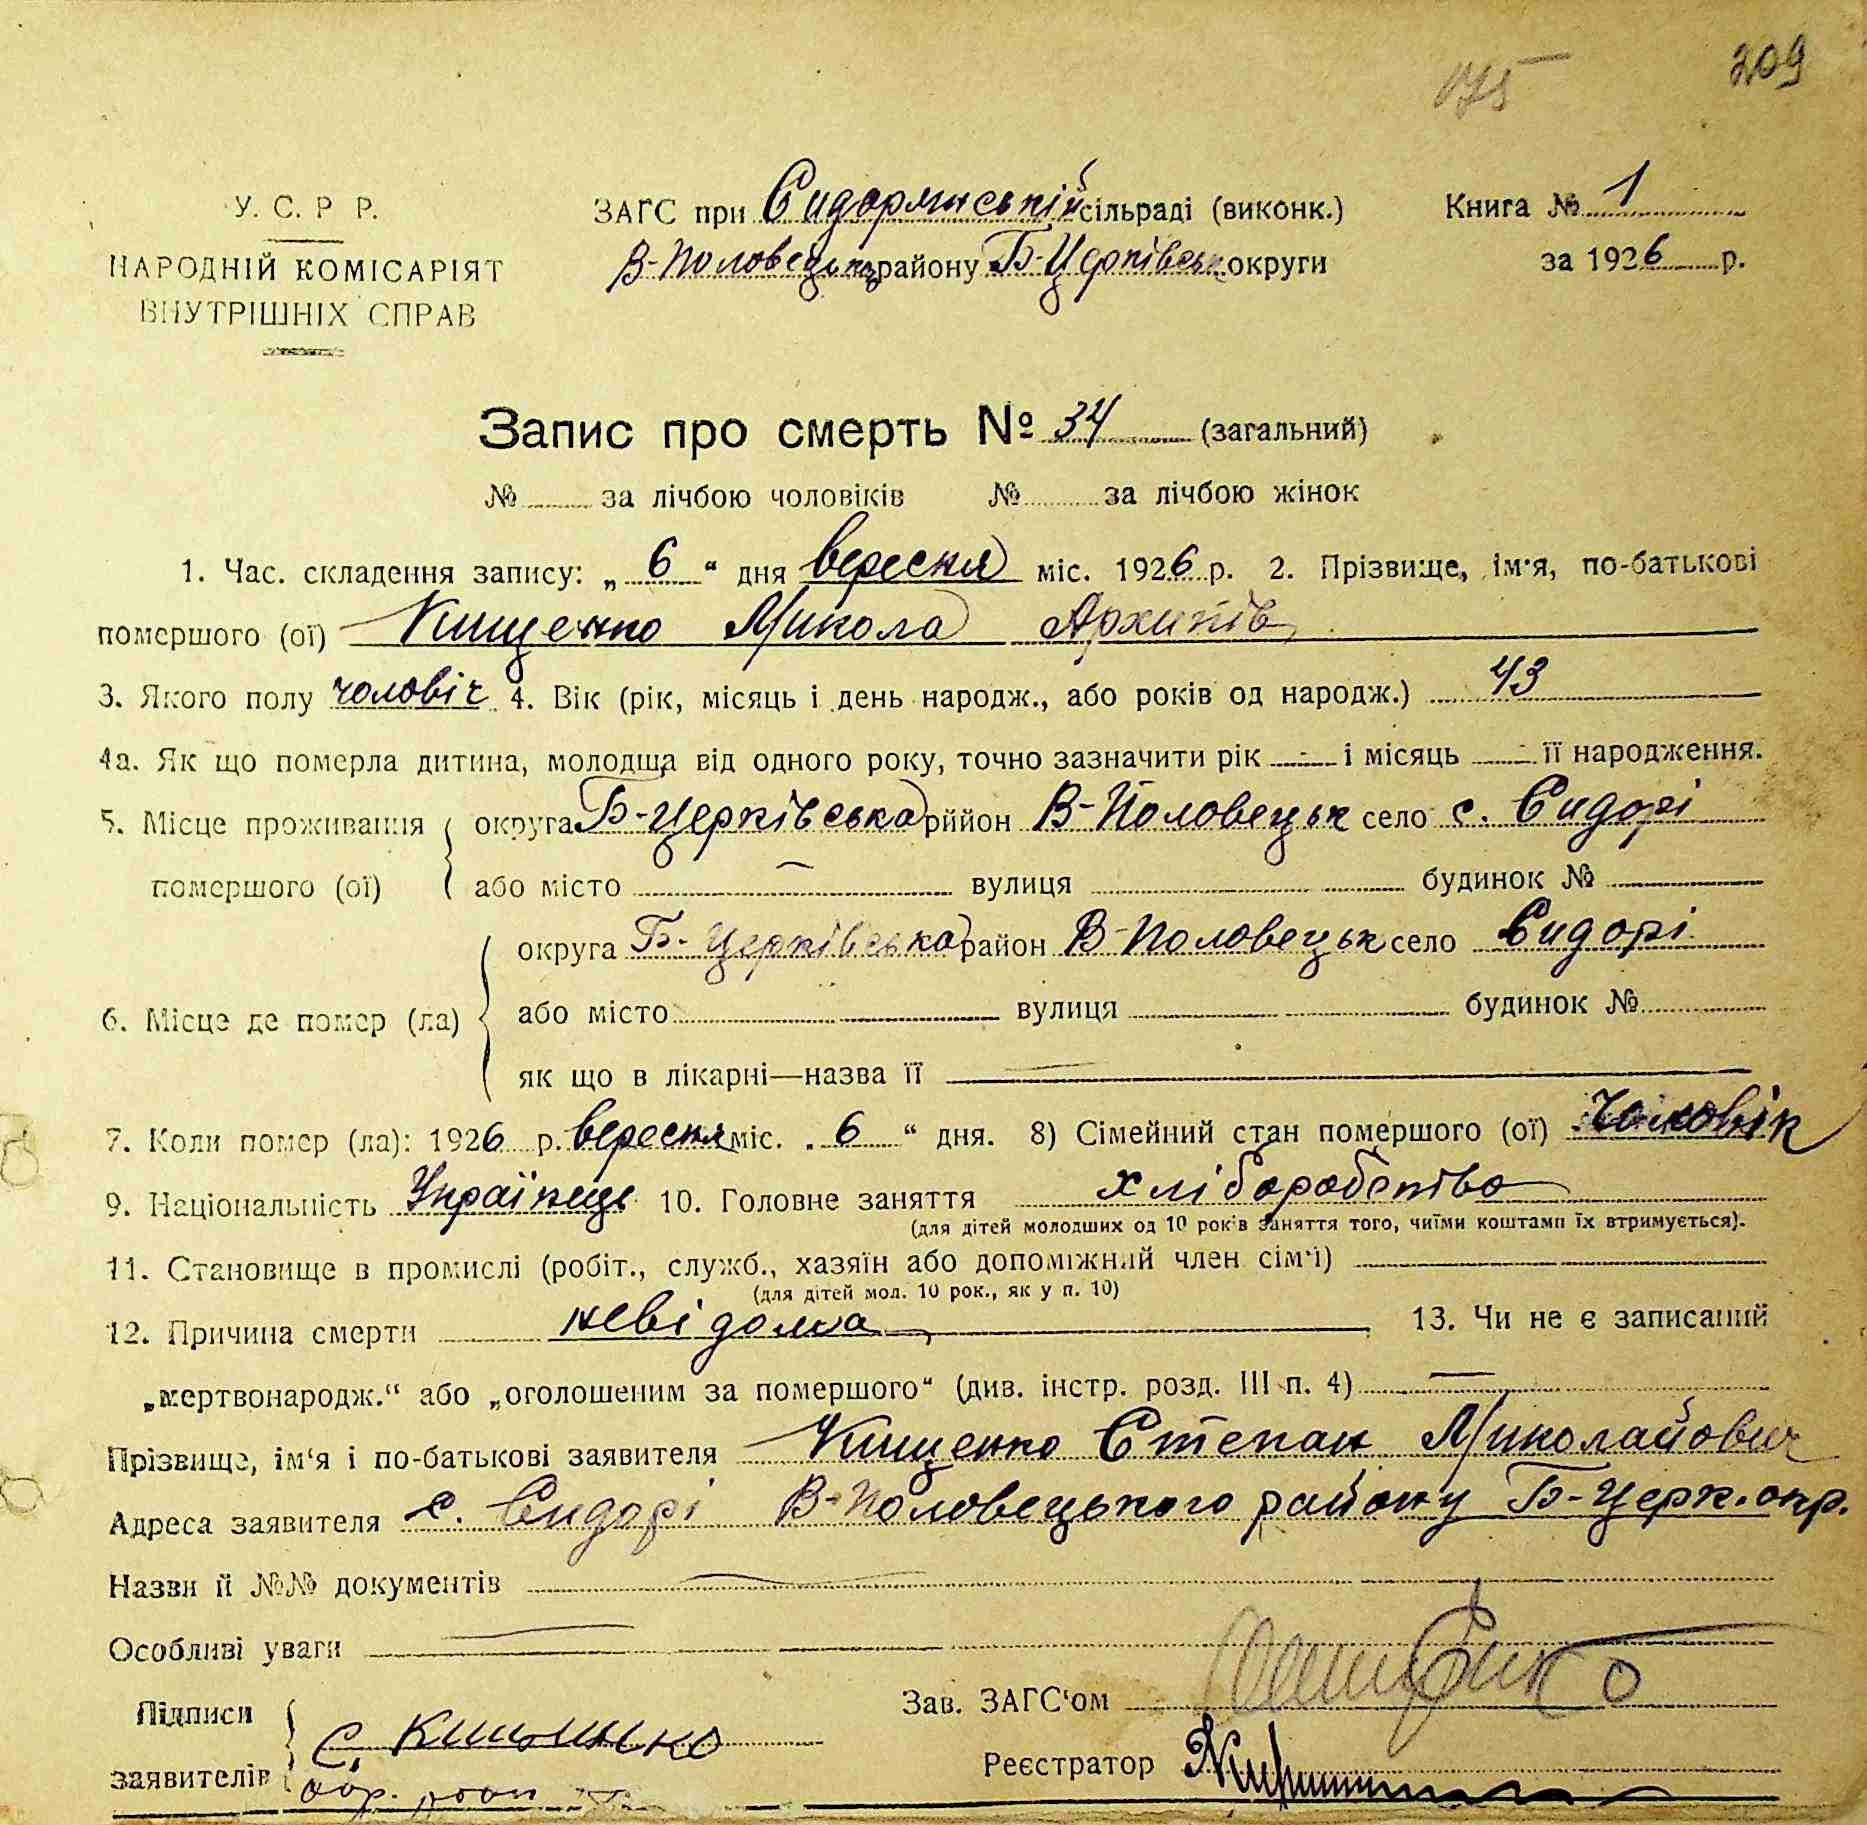 209
У. С. Р Р.
НАРОДНІЙ КОМІСАРІЯТ
ВНУТРІШНІХ СПРАВ
ЗАГС при Сидорянській сільраді (виконк.)
В-Половецьк району Б-Церківськ округи
Книга № 1
за 1926 р.
Запис про смерть № 34 (загальний)
№ за лічбою чоловіків № за лічбою жінок
1. Час. складення запису: „ 6 “ дня вересня міс. 1926 р. 2. Прізвище, ім'я, по-батькові
помершого (ої) Кищенко Микола Архипів
3. Якого полу чоловіч 4. Вік (рік, місяць і день народж., або років од народж.) 43
4а. Як що померла дитина, молодша від одного року, точно зазначити рік — і місяць — її народження.
5. Місце проживання помершого (ої) { округа Б-Церківська рййон В-Половецьк село с. Сидорі
або місто — вулиця будинок №
6. Місце де помер (ла) { округа Б-Церківська район В-Половецьк село Сидорі
або місто вулиця будинок №
як що в лікарні—назва її —
7. Коли помер (ла): 1926 р. вересня міс. „ 6 “ дня. 8) Сімейний стан помершого (ої) Чоловік
9. Національність Українець 10. Головне заняття хліборобство
(для дітей молодших од 10 років заняття того, чиїми коштами їх втримується).
11. Становище в промислі (робіт., служб., хазяїн або допоміжний член сім'ї)
(для дітей мол. 10 рок., як у п. 10)
12. Причина смерти невідома 13. Чи не є записаний
„мертвонародж.“ або „оголошеним за помершого“ (див. інстр. розд. III п. 4) —
Прізвище, ім'я і по-батькові заявителя Кищенко Степан Миколайович
Адреса заявителя с. Сидорі В-Половецького району Б-Церк. окр.
Назви й №№ документів —
Особливі уваги —
Підписи заявителів { С. Кищенко
Зав. ЗАГС'ом
Реєстратор